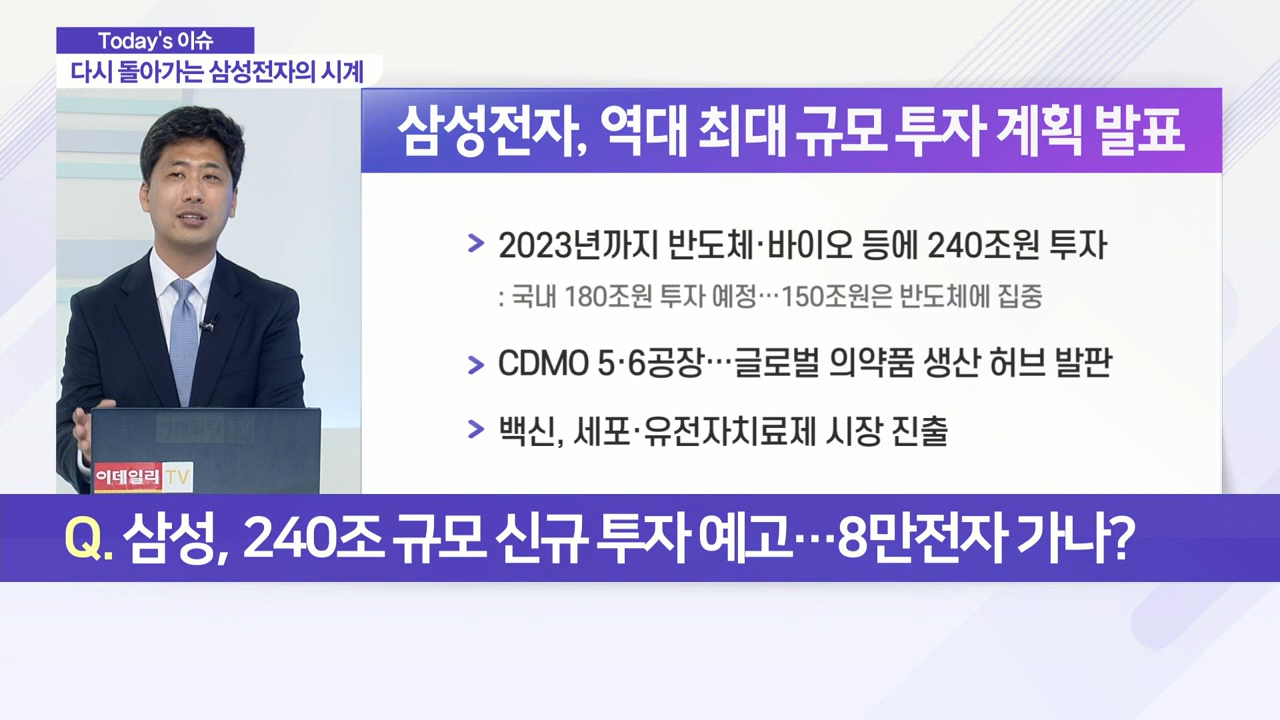 Today's 이슈
다시 돌아가는 삼성전자의 시계
삼성전자, 역대 최대 규모 투자 계획 발표
> 2023년까지 반도체·바이오 등에 240조원 투자
: 국내 180조원 투자 예정…150조원은 반도체에 집중
> CDMO 5·6공장…글로벌 의약품 생산 허브 발판
> 백신, 세포·유전자치료제 시장 진출
이데일리TV
이데일리 TV
Q. 삼성, 240조 규모 신규 투자 예고…8만전자 가나?